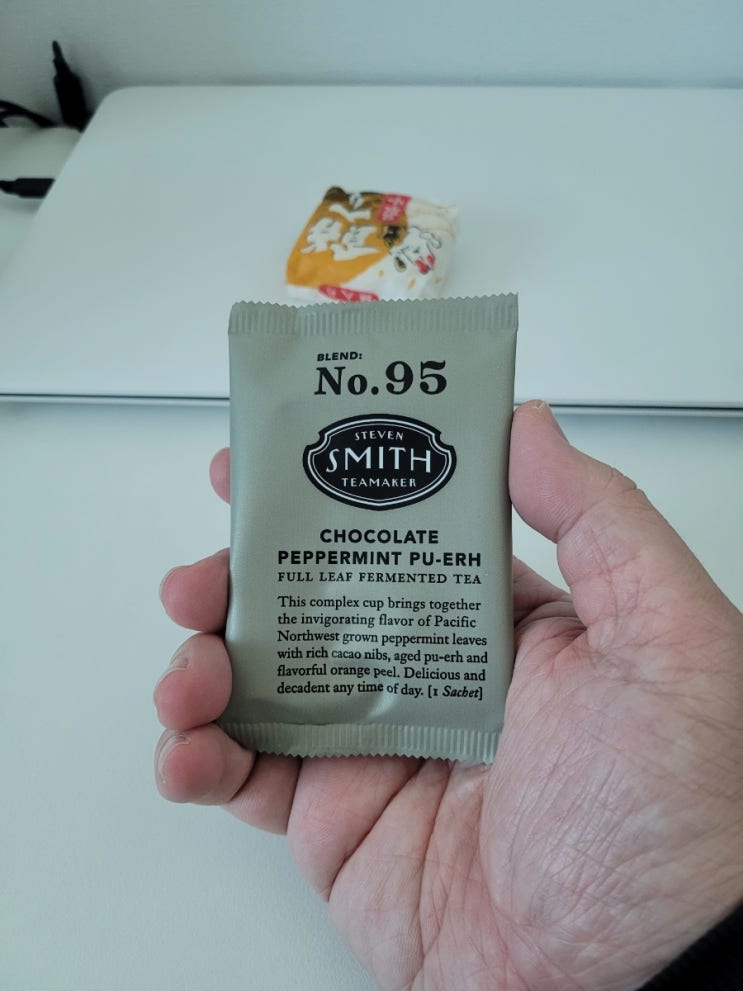 BLEND:
No.95
STEVEN
SMITH
TEAMAKER
CHOCOLATE
PEPPERMINT PU-ERH
FULL LEAF FERMENTED TEA
This complex cup brings together
the invigorating flavor of Pacific
Northwest grown peppermint leaves
with rich cacao nibs, aged pu-erh and
flavorful orange peel. Delicious and
decadent any time of day. [1 Sachet]